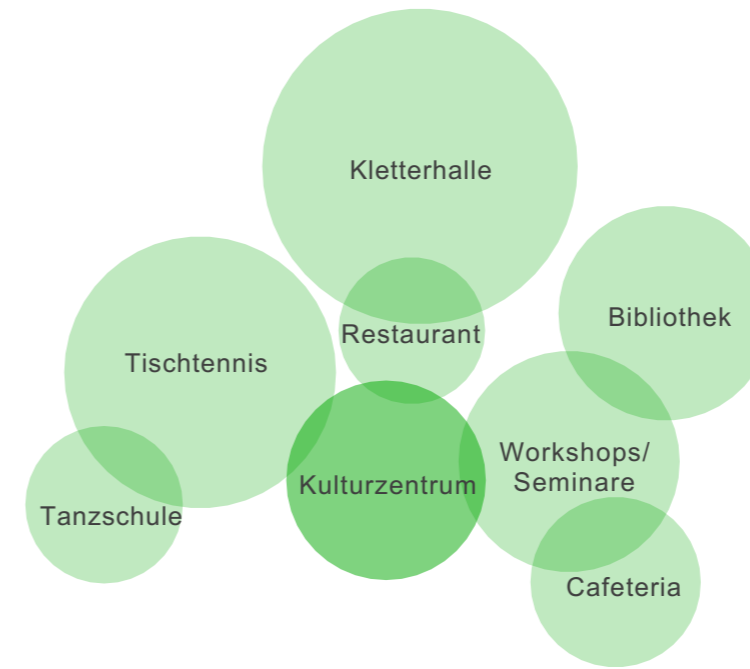 Kletterhalle
Bibliothek
Restaurant
Tischtennis
Workshops/
Seminare
Kulturzentrum
Tanzschule
Cafeteria